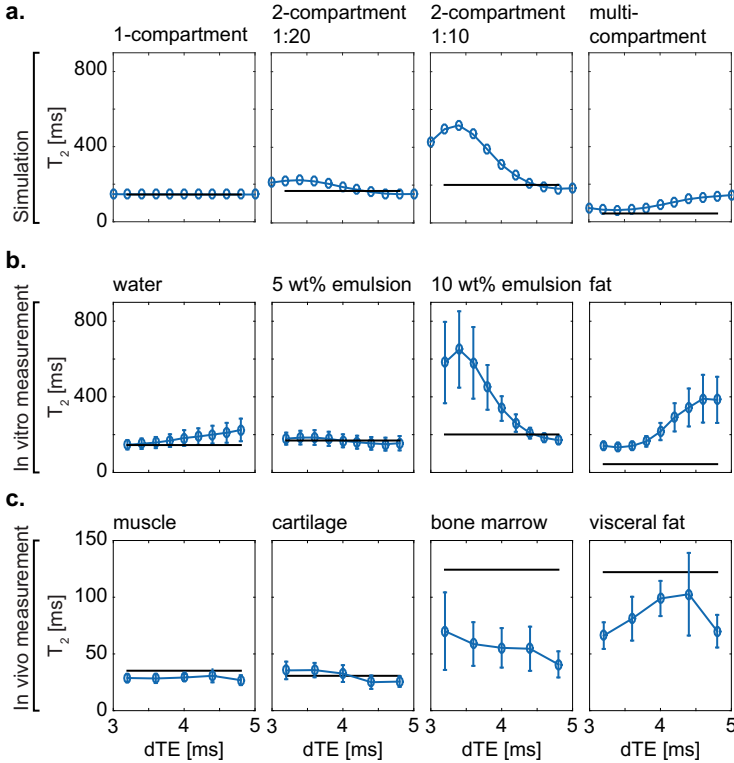 a.
1-compartment
2-compartment
1:20
2-compartment
1:10
multi-
compartment
Simulation
T2 [ms]
800
400
0
b.
water
5 wt% emulsion
10 wt% emulsion
fat
In vitro measurement
T2 [ms]
800
400
0
c.
muscle
cartilage
bone marrow
visceral fat
In vivo measurement
T2 [ms]
150
100
50
0
3 4 5 3 4 5 3 4 5 3 4 5
dTE [ms] dTE [ms] dTE [ms] dTE [ms]